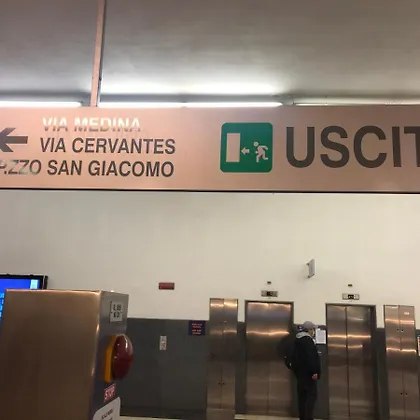 VIA MEDINA
VIA CERVANTES
P.ZZO SAN GIACOMO
USCIT